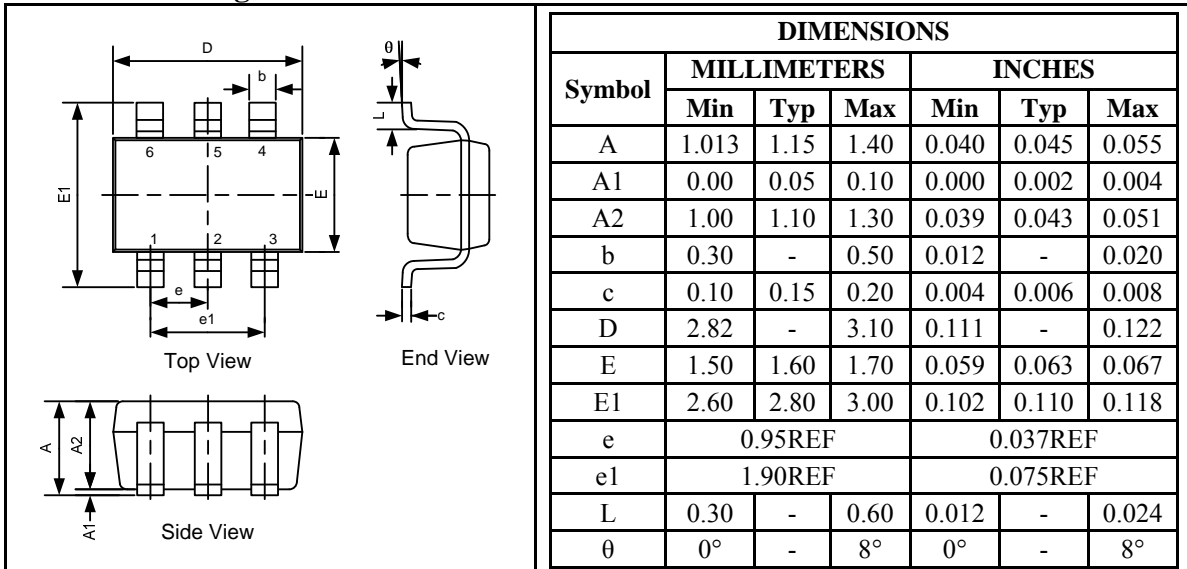 D
b
6 5 4
E1
E
1 2 3
e
e1
Top View
θ
L
c
End View
A
A2
A1
Side View
DIMENSIONS
Symbol MILLIMETERS INCHES
Min Typ Max Min Typ Max
A 1.013 1.15 1.40 0.040 0.045 0.055
A1 0.00 0.05 0.10 0.000 0.002 0.004
A2 1.00 1.10 1.30 0.039 0.043 0.051
b 0.30 - 0.50 0.012 - 0.020
c 0.10 0.15 0.20 0.004 0.006 0.008
D 2.82 - 3.10 0.111 - 0.122
E 1.50 1.60 1.70 0.059 0.063 0.067
E1 2.60 2.80 3.00 0.102 0.110 0.118
e 0.95REF 0.037REF
e1 1.90REF 0.075REF
L 0.30 - 0.60 0.012 - 0.024
θ 0° - 8° 0° - 8°